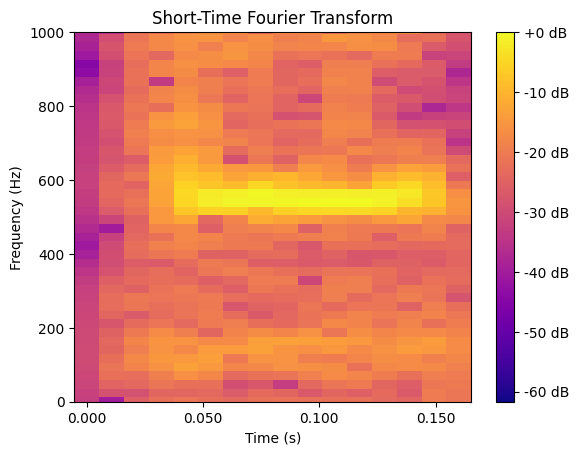 Short-Time Fourier Transform
1000
800
600
400
200
0
Frequency (Hz)
0.000
0.050
0.100
0.150
Time (s)
+0 dB
-10 dB
-20 dB
-30 dB
-40 dB
-50 dB
-60 dB